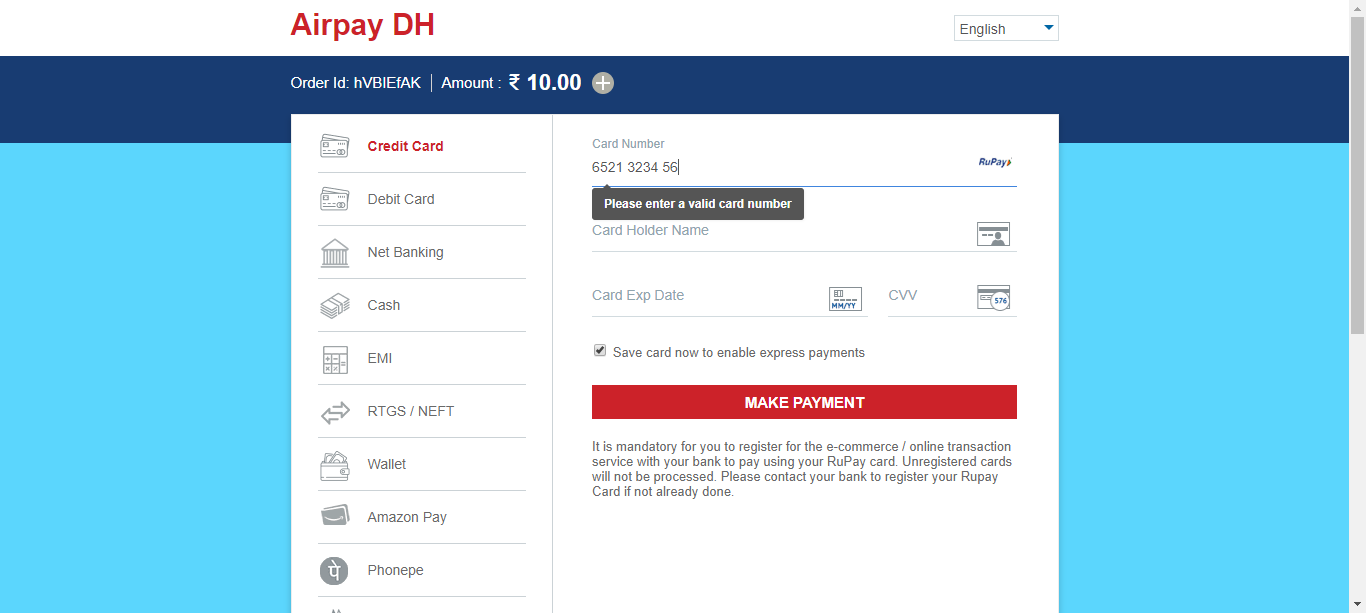 Airpay DH
English
Order Id: hVBIEfAK | Amount : ₹ 10.00
Credit Card
Debit Card
Net Banking
Cash
EMI
RTGS / NEFT
Wallet
Amazon Pay
Phonepe
Card Number
6521 3234 56
RuPay
Please enter a valid card number
Card Holder Name
Card Exp Date
MM/YY
CVV
576
Save card now to enable express payments
MAKE PAYMENT
It is mandatory for you to register for the e-commerce / online transaction
service with your bank to pay using your RuPay card. Unregistered cards
will not be processed. Please contact your bank to register your Rupay
Card if not already done.